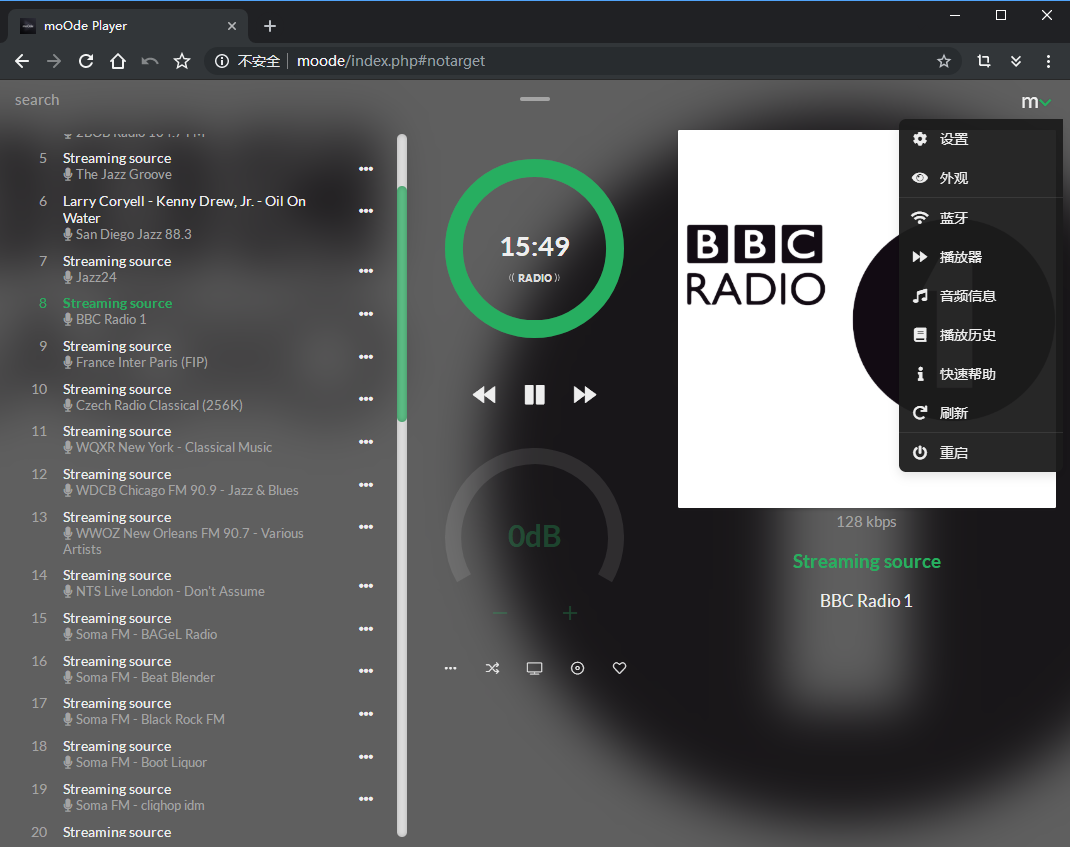 moOde Player
不安全
moode/index.php#notarget
search
m
5 Streaming source
The Jazz Groove
6 Larry Coryell - Kenny Drew, Jr. - Oil On
Water
San Diego Jazz 88.3
7 Streaming source
Jazz24
8 Streaming source
BBC Radio 1
9 Streaming source
France Inter Paris (FIP)
10 Streaming source
Czech Radio Classical (256K)
11 Streaming source
WQXR New York - Classical Music
12 Streaming source
WDCB Chicago FM 90.9 - Jazz & Blues
13 Streaming source
WWOZ New Orleans FM 90.7 - Various
Artists
14 Streaming source
NTS Live London - Don't Assume
15 Streaming source
Soma FM - BAGeL Radio
16 Streaming source
Soma FM - Beat Blender
17 Streaming source
Soma FM - Black Rock FM
18 Streaming source
Soma FM - Boot Liquor
19 Streaming source
Soma FM - cliqhop idm
20 Streaming source
15:49
RADIO
0dB
BBC
RADIO
设置
外观
蓝牙
播放器
音频信息
播放历史
快速帮助
刷新
重启
128 kbps
Streaming source
BBC Radio 1